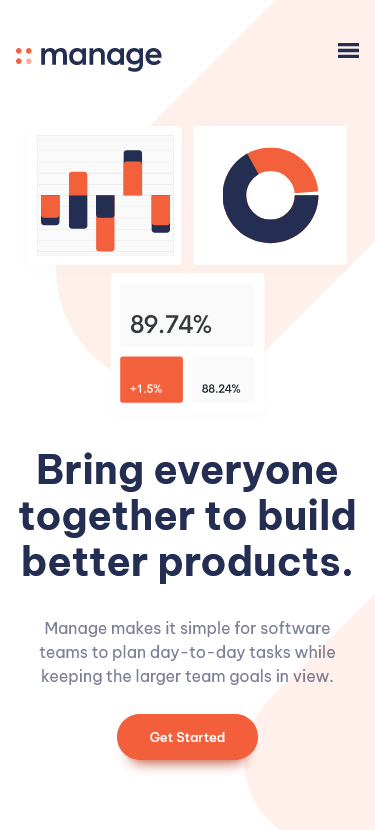 manage
89.74%
+1.5%
88.24%
Bring everyone
together to build
better products.
Manage makes it simple for software
teams to plan day-to-day tasks while
keeping the larger team goals in view.
Get Started